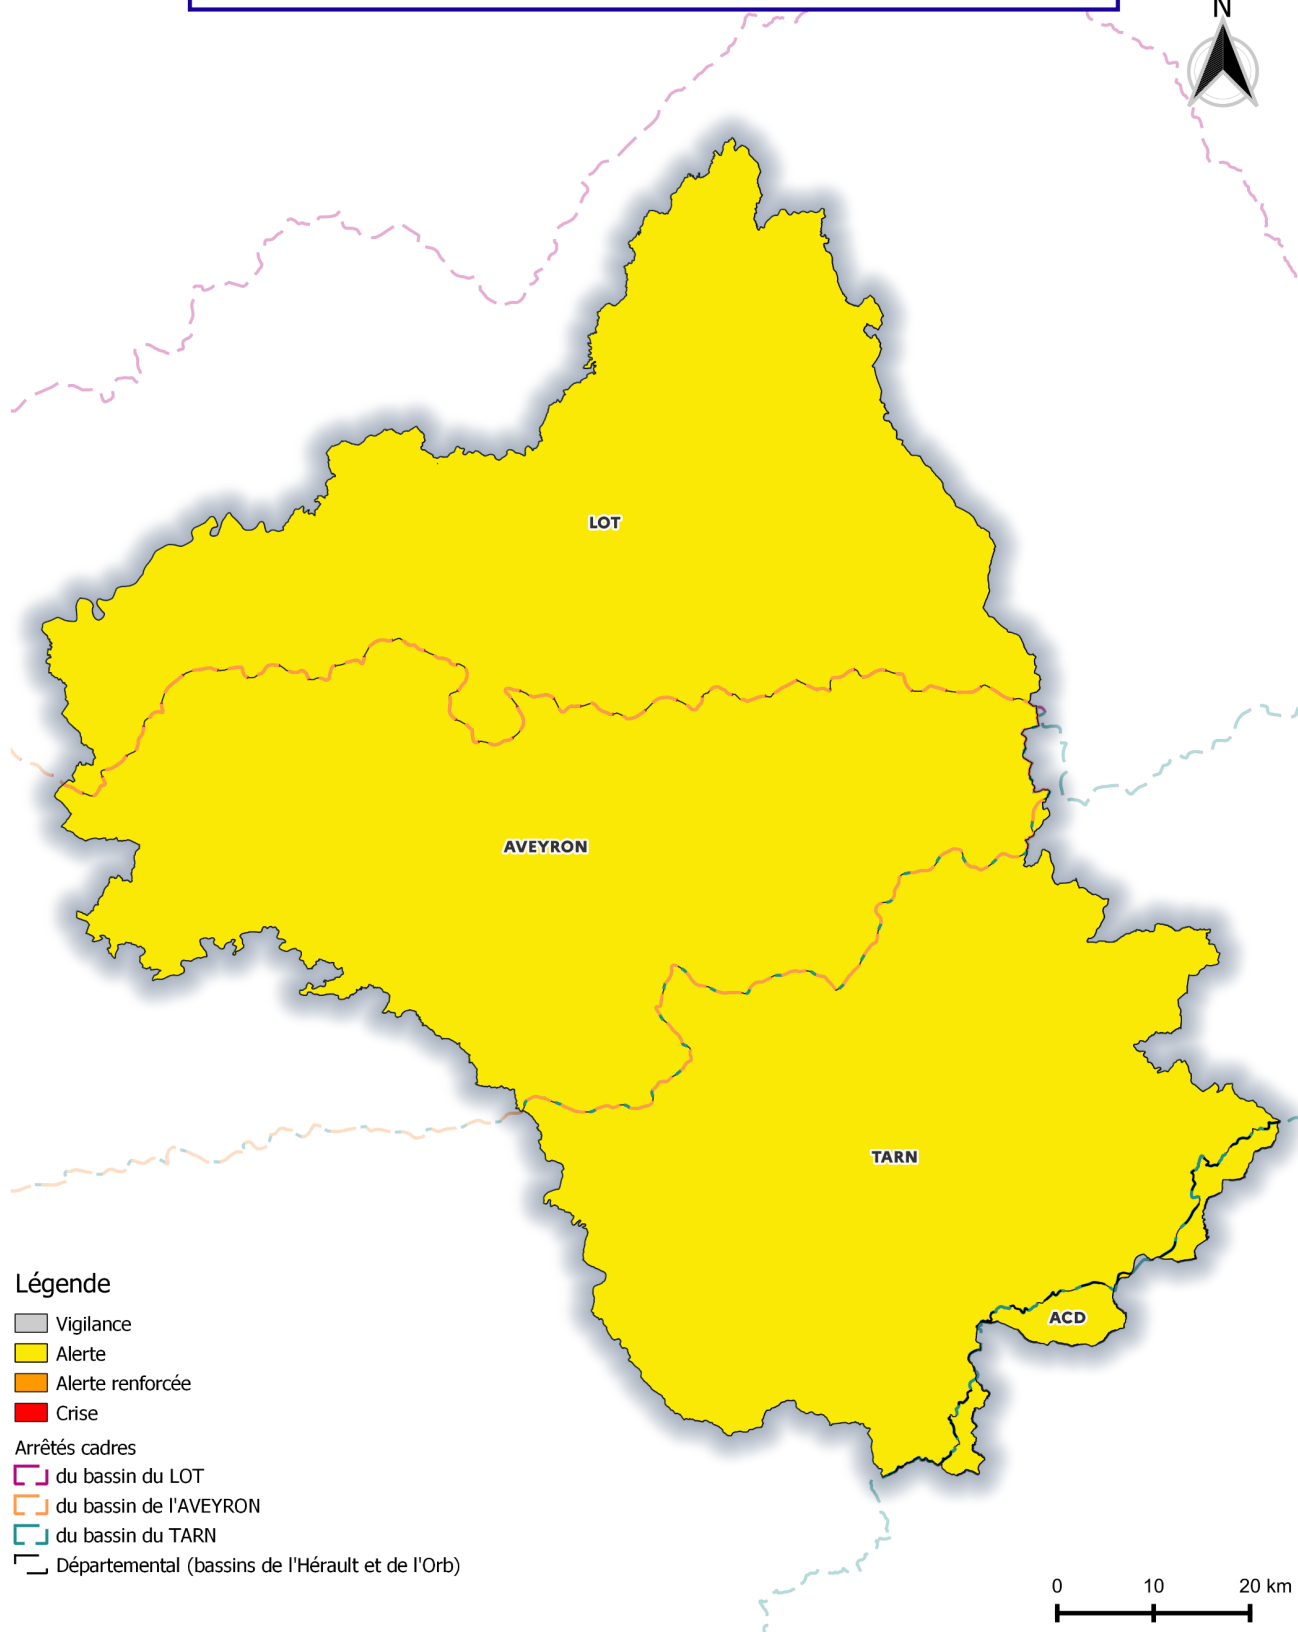 N
LOT
AVEYRON
TARN
ACD
Légende
Vigilance
Alerte
Alerte renforcée
Crise
Arrêtés cadres
du bassin du LOT
du bassin de l'AVEYRON
du bassin du TARN
Départemental (bassins de l'Hérault et de l'Orb)
0 10 20 km